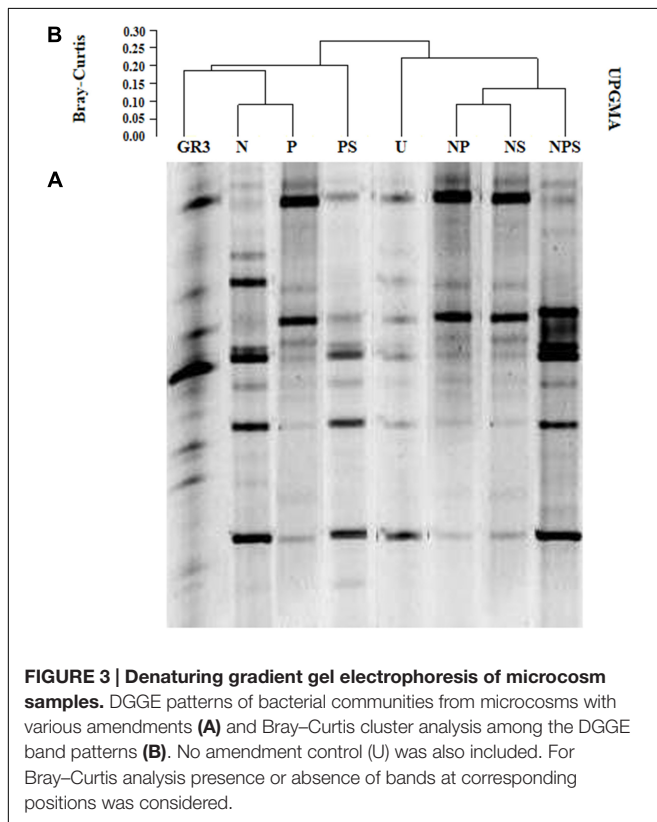 B
Bray-Curtis
0.30
0.25
0.20
0.15
0.10
0.05
0.00
UPGMA
GR3 N P PS U NP NS NPS
A
FIGURE 3 | Denaturing gradient gel electrophoresis of microcosm
samples. DGGE patterns of bacterial communities from microcosms with
various amendments (A) and Bray–Curtis cluster analysis among the DGGE
band patterns (B). No amendment control (U) was also included. For
Bray–Curtis analysis presence or absence of bands at corresponding
positions was considered.